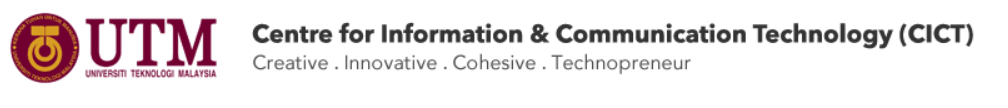 UTM
UNIVERSITI TEKNOLOGI MALAYSIA
Centre for Information & Communication Technology (CICT)
Creative . Innovative . Cohesive . Technopreneur